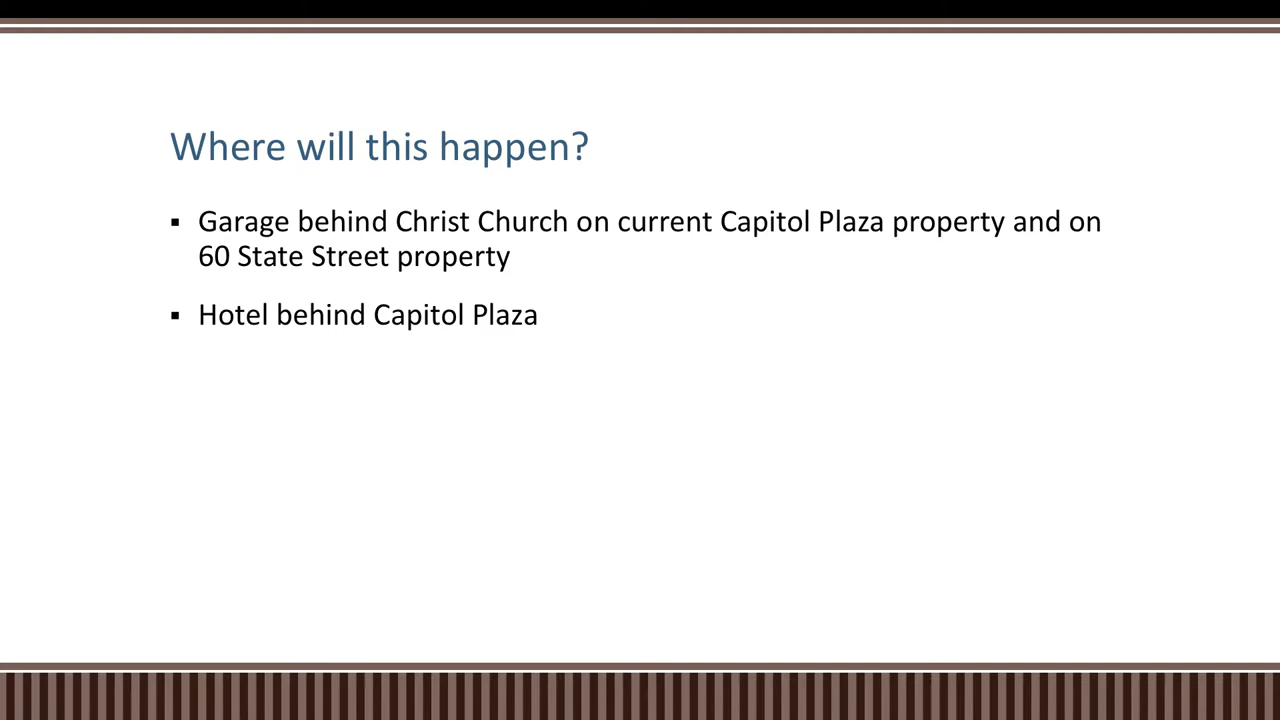 Where will this happen?
▪ Garage behind Christ Church on current Capitol Plaza property and on
60 State Street property
▪ Hotel behind Capitol Plaza